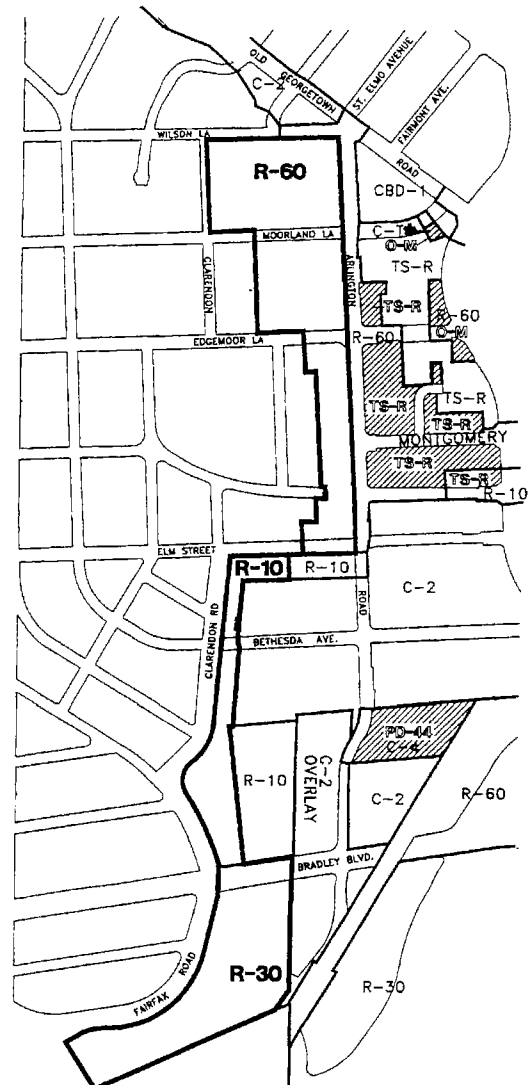 OLD GEORGETOWN ROAD
C-2
ST. ELMO AVENUE
FAIRMONT AVE.
WILSON LA
R-60
CBD-1
MOORLAND LA
C-T
O-M
TS-R
CLARENDON
ARLINGTON
TS-R
R-60
O-M
EDGEMOOR LA
R-60
TS-R
TS-R
TS-R
MONTGOMERY
TS-R
TS-R
R-10
ELM STREET
R-10
R-10
C-2
ROAD
CLARENDON RD
BETHESDA AVE.
PD-44
C-4
R-10
C-2
OVERLAY
C-2
R-60
BRADLEY BLVD.
R-30
R-30
FAIRFAX ROAD